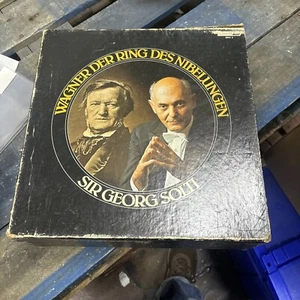 WAGNER DER RING DES NIBELUNGEN
SIR GEORG SOLTI